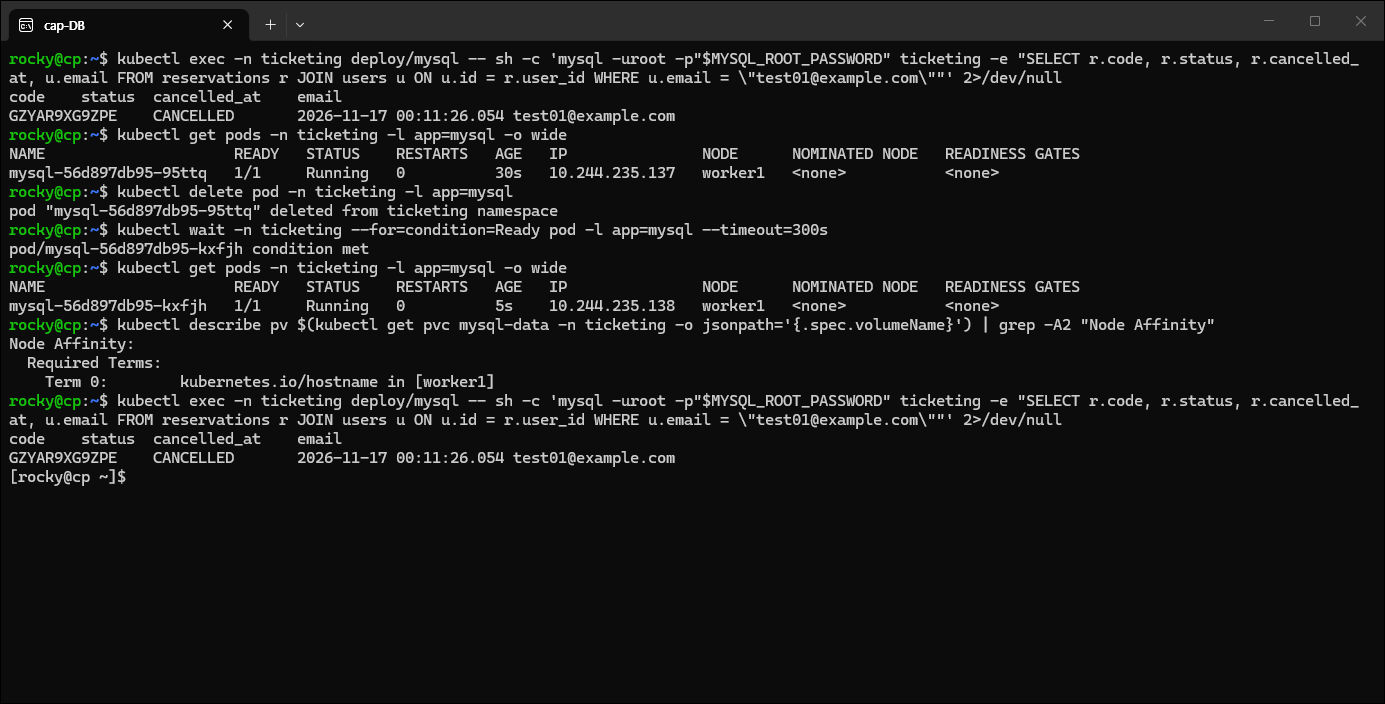 cap-DB
rocky@cp:~$ kubectl exec -n ticketing deploy/mysql -- sh -c 'mysql -uroot -p"$MYSQL_ROOT_PASSWORD" ticketing -e "SELECT r.code, r.status, r.cancelled_
at, u.email FROM reservations r JOIN users u ON u.id = r.user_id WHERE u.email = \"test01@example.com\""' 2>/dev/null
code    status  cancelled_at    email
GZYAR9XG9ZPE    CANCELLED       2026-11-17 00:11:26.054 test01@example.com
rocky@cp:~$ kubectl get pods -n ticketing -l app=mysql -o wide
NAME                     READY   STATUS    RESTARTS   AGE   IP               NODE      NOMINATED NODE   READINESS GATES
mysql-56d897db95-95ttq   1/1     Running   0          30s   10.244.235.137   worker1   <none>           <none>
rocky@cp:~$ kubectl delete pod -n ticketing -l app=mysql
pod "mysql-56d897db95-95ttq" deleted from ticketing namespace
rocky@cp:~$ kubectl wait -n ticketing --for=condition=Ready pod -l app=mysql --timeout=300s
pod/mysql-56d897db95-kxfjh condition met
rocky@cp:~$ kubectl get pods -n ticketing -l app=mysql -o wide
NAME                     READY   STATUS    RESTARTS   AGE   IP               NODE      NOMINATED NODE   READINESS GATES
mysql-56d897db95-kxfjh   1/1     Running   0          5s    10.244.235.138   worker1   <none>           <none>
rocky@cp:~$ kubectl describe pv $(kubectl get pvc mysql-data -n ticketing -o jsonpath='{.spec.volumeName}') | grep -A2 "Node Affinity"
Node Affinity:
  Required Terms:
    Term 0:        kubernetes.io/hostname in [worker1]
rocky@cp:~$ kubectl exec -n ticketing deploy/mysql -- sh -c 'mysql -uroot -p"$MYSQL_ROOT_PASSWORD" ticketing -e "SELECT r.code, r.status, r.cancelled_
at, u.email FROM reservations r JOIN users u ON u.id = r.user_id WHERE u.email = \"test01@example.com\""' 2>/dev/null
code    status  cancelled_at    email
GZYAR9XG9ZPE    CANCELLED       2026-11-17 00:11:26.054 test01@example.com
[rocky@cp ~]$